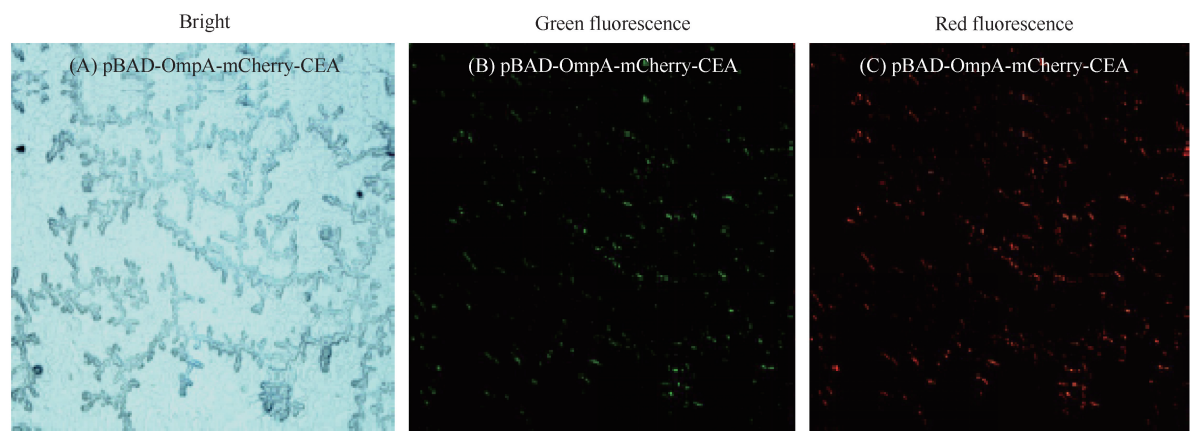 Bright
Green fluorescence
Red fluorescence
(A) pBAD-OmpA-mCherry-CEA
(B) pBAD-OmpA-mCherry-CEA
(C) pBAD-OmpA-mCherry-CEA